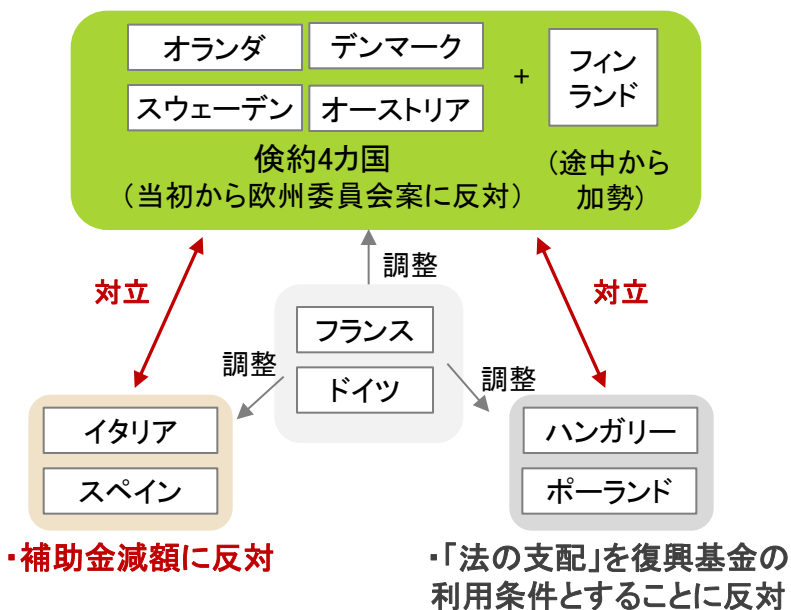 オランダ
デンマーク
スウェーデン
オーストリア
+
フィン
ランド
倹約4カ国
（当初から欧州委員会案に反対）
（途中から
加勢）
対立
調整
対立
フランス
ドイツ
調整
調整
イタリア
スペイン
ハンガリー
ポーランド
・補助金減額に反対
・「法の支配」を復興基金の
利用条件とすることに反対